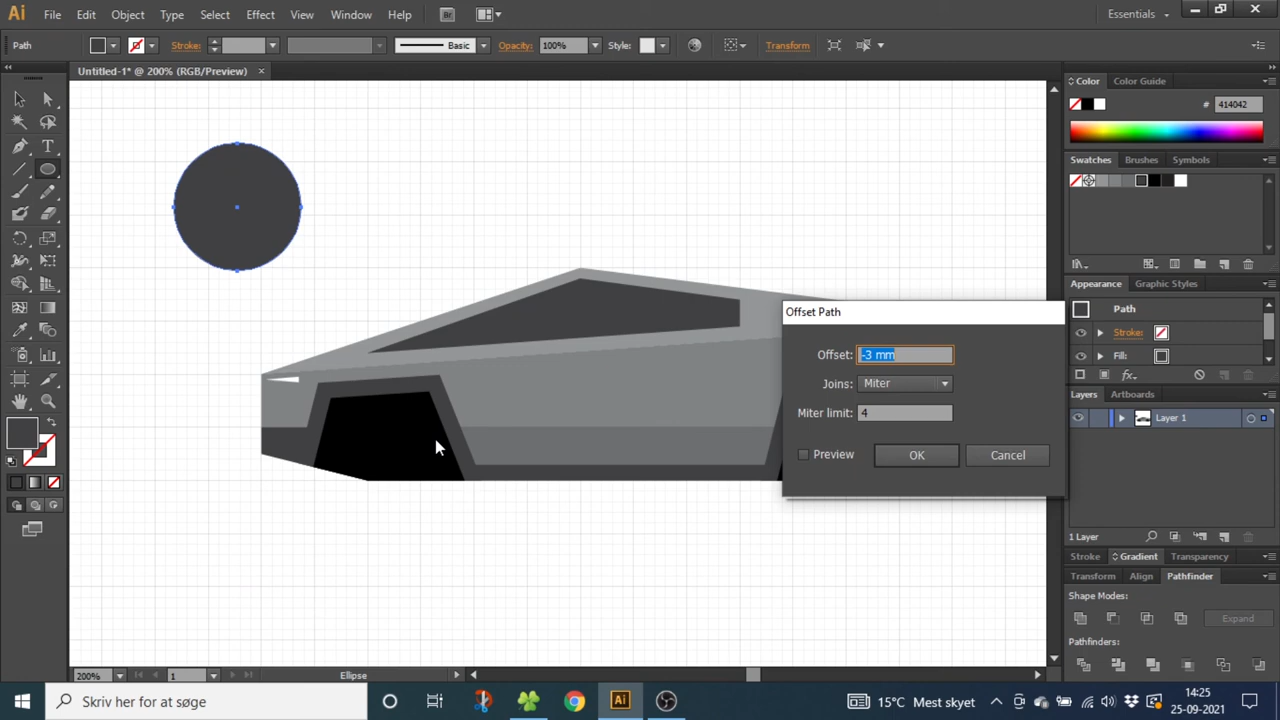 Ai File Edit Object Type Select Effect View Window Help Br Essentials
Path Stroke: Basic Opacity: 100% Style: Transform
Untitled-1* @ 200% (RGB/Preview) ×
Color Color Guide
# 414042
Swatches Brushes Symbols
Appearance Graphic Styles
Path
Stroke:
Fill:
fx
Layers Artboards
Layer 1
1 Layer
Stroke Gradient Transparency
Transform Align Pathfinder
Shape Modes:
Expand
Pathfinders:
Offset Path
Offset: -3 mm
Joins: Miter
Miter limit: 4
Preview OK Cancel
200% 1 Ellipse
Skriv her for at søge Ai 15°C Mest skyet 14:25
25-09-2021